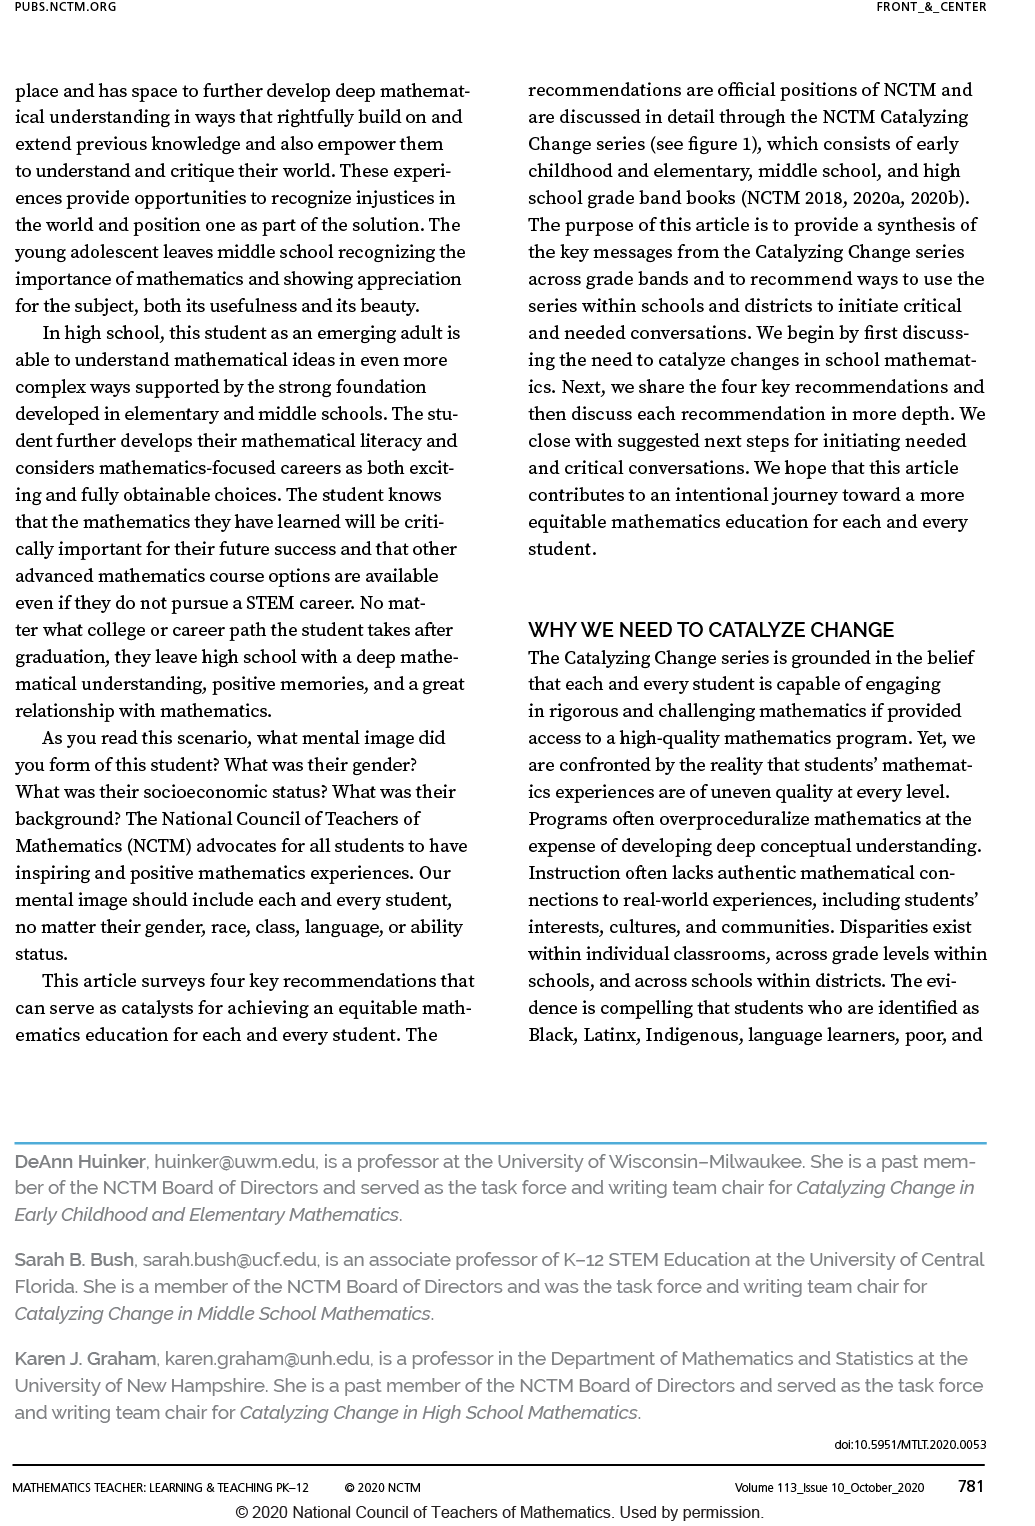 PUBS.NCTM.ORG
FRONT_&_CENTER
place and has space to further develop deep mathemat-
ical understanding in ways that rightfully build on and
extend previous knowledge and also empower them
to understand and critique their world. These experi-
ences provide opportunities to recognize injustices in
the world and position one as part of the solution. The
young adolescent leaves middle school recognizing the
importance of mathematics and showing appreciation
for the subject, both its usefulness and its beauty.
In high school, this student as an emerging adult is
able to understand mathematical ideas in even more
complex ways supported by the strong foundation
developed in elementary and middle schools. The stu-
dent further develops their mathematical literacy and
considers mathematics-focused careers as both excit-
ing and fully obtainable choices. The student knows
that the mathematics they have learned will be criti-
cally important for their future success and that other
advanced mathematics course options are available
even if they do not pursue a STEM career. No mat-
ter what college or career path the student takes after
graduation, they leave high school with a deep mathe-
matical understanding, positive memories, and a great
relationship with mathematics.
As you read this scenario, what mental image did
you form of this student? What was their gender?
What was their socioeconomic status? What was their
background? The National Council of Teachers of
Mathematics (NCTM) advocates for all students to have
inspiring and positive mathematics experiences. Our
mental image should include each and every student,
no matter their gender, race, class, language, or ability
status.
This article surveys four key recommendations that
can serve as catalysts for achieving an equitable math-
ematics education for each and every student. The
recommendations are official positions of NCTM and
are discussed in detail through the NCTM Catalyzing
Change series (see figure 1), which consists of early
childhood and elementary, middle school, and high
school grade band books (NCTM 2018, 2020a, 2020b).
The purpose of this article is to provide a synthesis of
the key messages from the Catalyzing Change series
across grade bands and to recommend ways to use the
series within schools and districts to initiate critical
and needed conversations. We begin by first discuss-
ing the need to catalyze changes in school mathemat-
ics. Next, we share the four key recommendations and
then discuss each recommendation in more depth. We
close with suggested next steps for initiating needed
and critical conversations. We hope that this article
contributes to an intentional journey toward a more
equitable mathematics education for each and every
student.
WHY WE NEED TO CATALYZE CHANGE
The Catalyzing Change series is grounded in the belief
that each and every student is capable of engaging
in rigorous and challenging mathematics if provided
access to a high-quality mathematics program. Yet, we
are confronted by the reality that students’ mathemat-
ics experiences are of uneven quality at every level.
Programs often overproceduralize mathematics at the
expense of developing deep conceptual understanding.
Instruction often lacks authentic mathematical con-
nections to real-world experiences, including students’
interests, cultures, and communities. Disparities exist
within individual classrooms, across grade levels within
schools, and across schools within districts. The evi-
dence is compelling that students who are identified as
Black, Latinx, Indigenous, language learners, poor, and
DeAnn Huinker, huinker@uwm.edu, is a professor at the University of Wisconsin–Milwaukee. She is a past mem-
ber of the NCTM Board of Directors and served as the task force and writing team chair for Catalyzing Change in
Early Childhood and Elementary Mathematics.
Sarah B. Bush, sarah.bush@ucf.edu, is an associate professor of K–12 STEM Education at the University of Central
Florida. She is a member of the NCTM Board of Directors and was the task force and writing team chair for
Catalyzing Change in Middle School Mathematics.
Karen J. Graham, karen.graham@unh.edu, is a professor in the Department of Mathematics and Statistics at the
University of New Hampshire. She is a past member of the NCTM Board of Directors and served as the task force
and writing team chair for Catalyzing Change in High School Mathematics.
doi:10.5951/MTLT.2020.0053
MATHEMATICS TEACHER: LEARNING & TEACHING PK–12 © 2020 NCTM
Volume 113_Issue 10_October_2020 781
© 2020 National Council of Teachers of Mathematics. Used by permission.